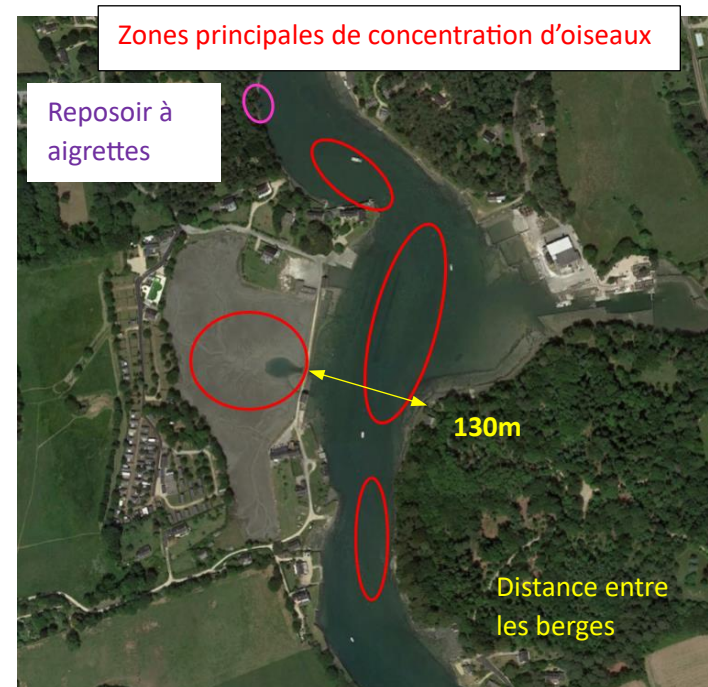 Zones principales de concentration d'oiseaux
Reposoir à
aigrettes
130m
Distance entre
les berges